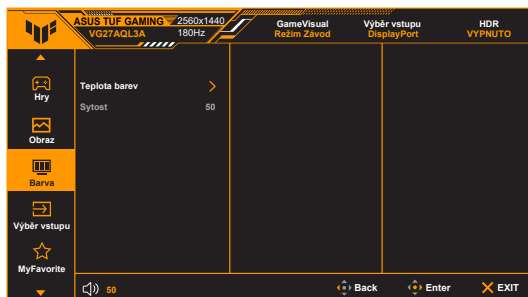 ASUS TUF GAMING 2560x1440
VG27AQL3A 180Hz
GameVisual Výběr vstupu HDR
Režim Závod DisplayPort VYPNUTO
Hry
Obraz
Barva
Výběr vstupu
MyFavorite
Teplota barev
Sytost 50
50 Back Enter EXIT